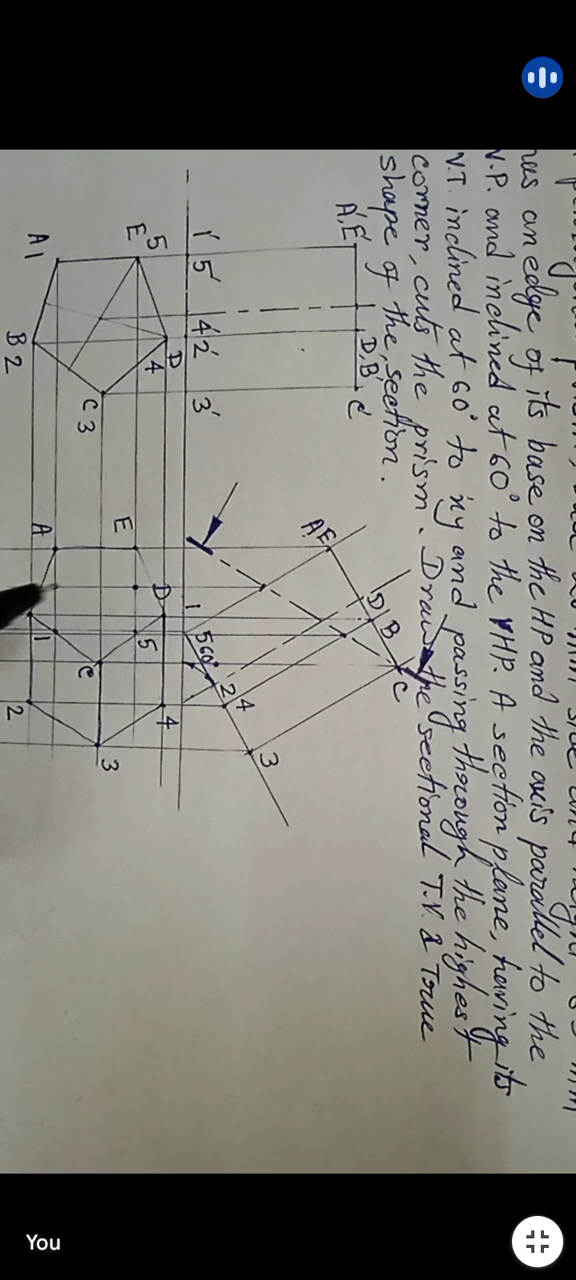 an edge of its base on the HP and the axis parallel to the
V.P. and inclined at 60° to the HP. A section plane, having its
V.T. inclined at 60° to xy and passing through the highest
corner, cuts the prism. Draw the sectional T.V. & True
shape of the section.
A',E' D',B' C'
1' 5' 4' 2' 3'
E 5 D 4
A 1 B 2 C 3
A,E D B C
1 5 60° 2 4 3
E D 5 4
A 1 C 2 3
You